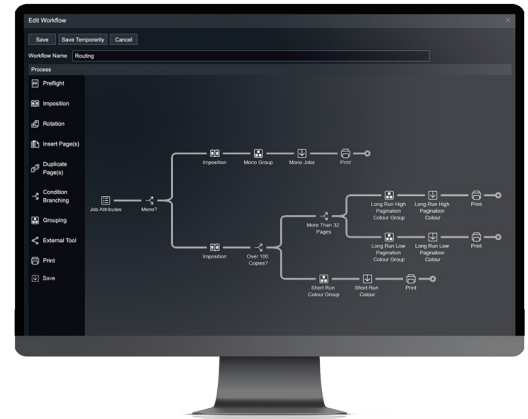 Edit Workflow
Save Save Temporarily Cancel
Workflow Name Routing
Process
Preflight
Imposition
Rotation
Insert Page(s)
Duplicate
Page(s)
Condition
Branching
Grouping
External Tool
Print
Save
Job Attributes
Mono?
Imposition
Mono Group
Mono Jobs
Print
Imposition
Over 100
Copies?
More Than 32
Pages
Long Run High
Pagination
Colour Group
Long Run High
Pagination
Colour
Print
Long Run Low
Pagination
Colour Group
Long Run Low
Pagination
Colour
Print
Short Run
Colour Group
Short Run
Colour
Print